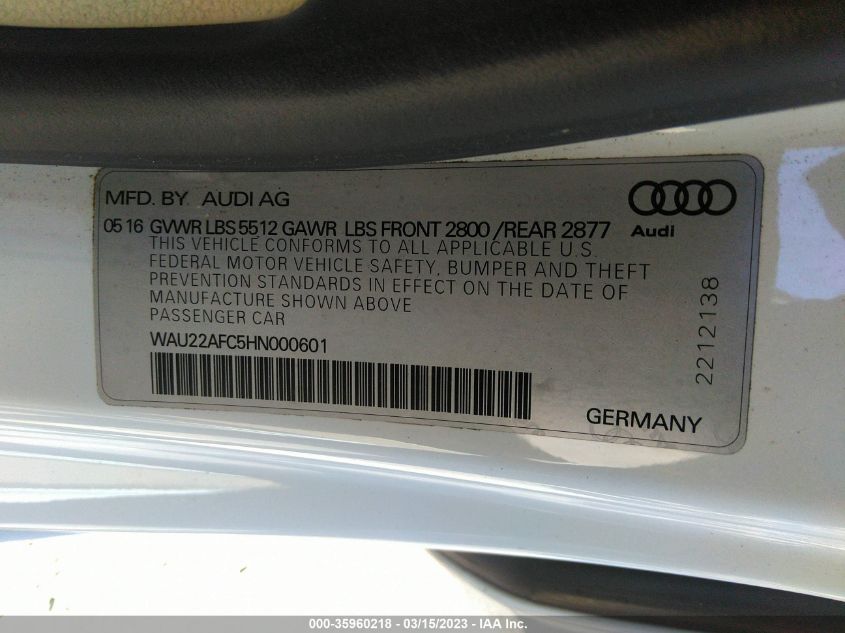 MFD. BY AUDI AG
05 16 GVWR LBS 5512 GAWR LBS FRONT 2800 /REAR 2877
Audi
THIS VEHICLE CONFORMS TO ALL APPLICABLE U.S.
FEDERAL MOTOR VEHICLE SAFETY, BUMPER AND THEFT
PREVENTION STANDARDS IN EFFECT ON THE DATE OF
MANUFACTURE SHOWN ABOVE
PASSENGER CAR
WAU22AFC5HN000601
2212138
GERMANY
000-35960218 - 03/15/2023 - IAA Inc.